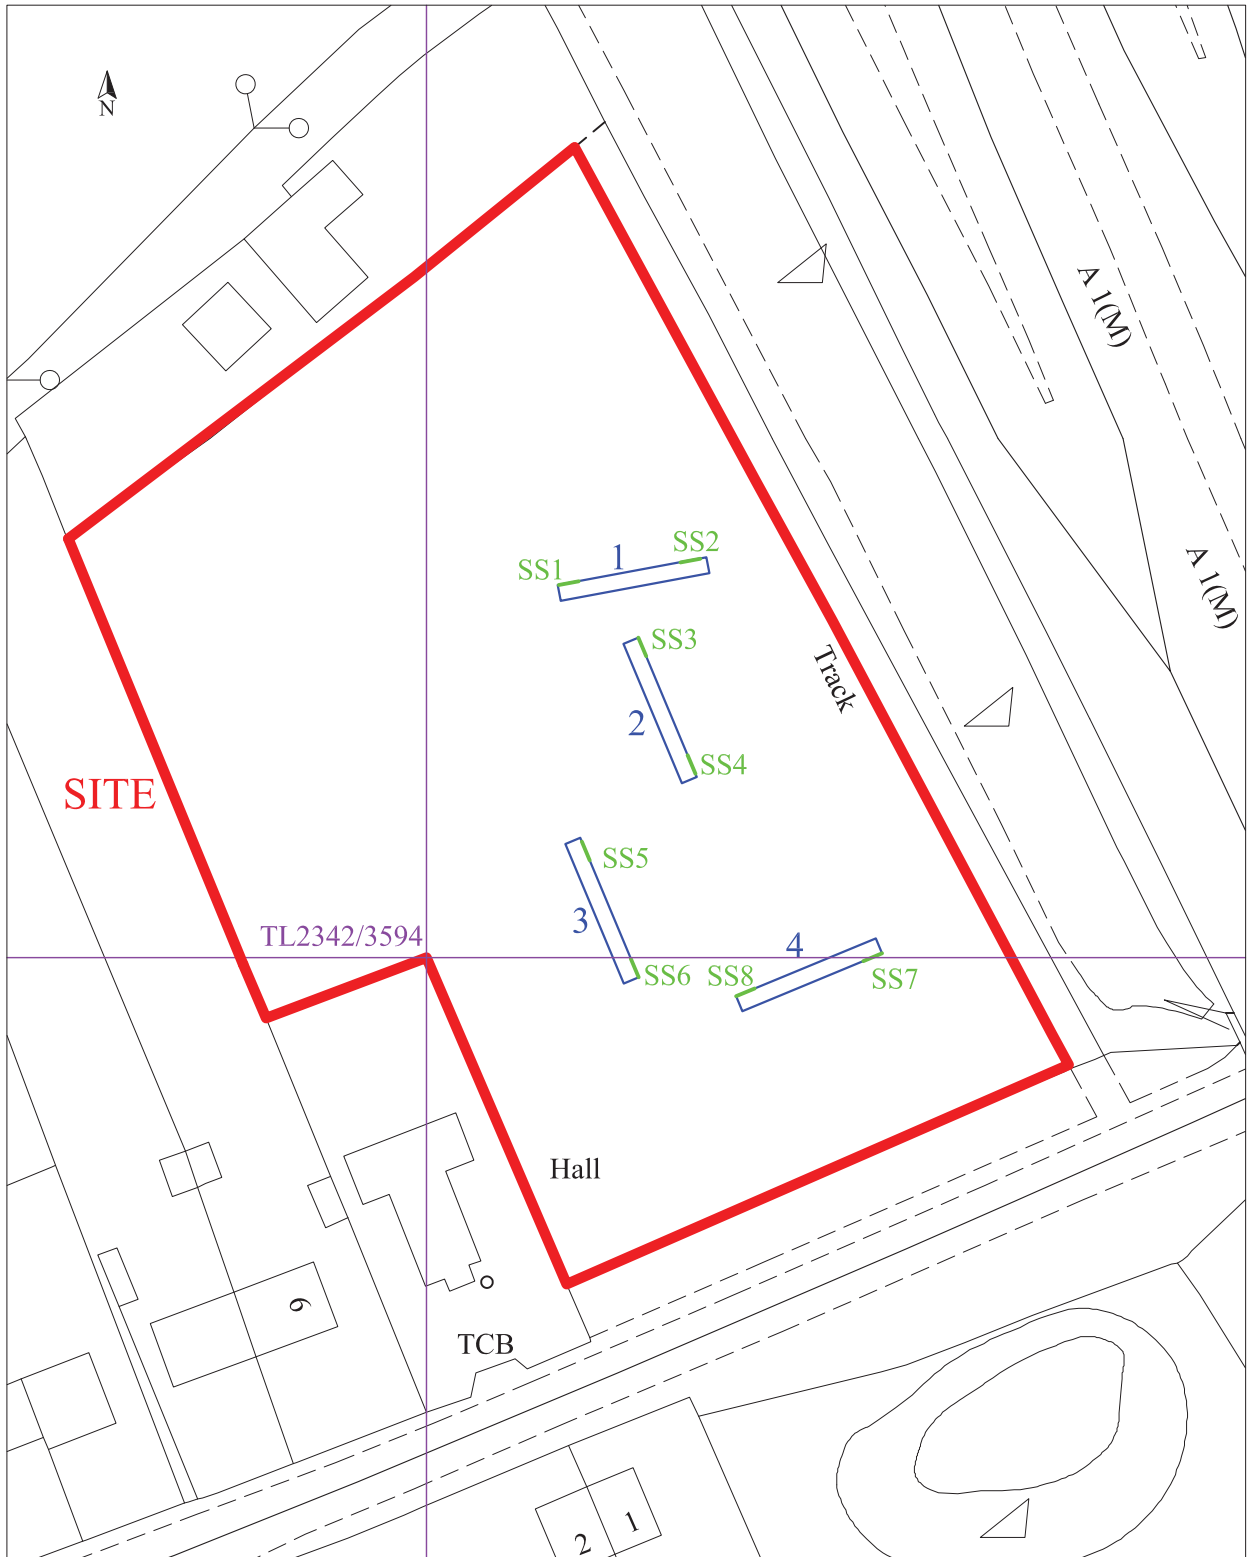 N
A 1(M)
SS2
1
SS1
A 1(M)
SS3
Track
2
SS4
SITE
SS5
3
TL2342/3594
4
SS6
SS8
SS7
Hall
6
TCB
1
2